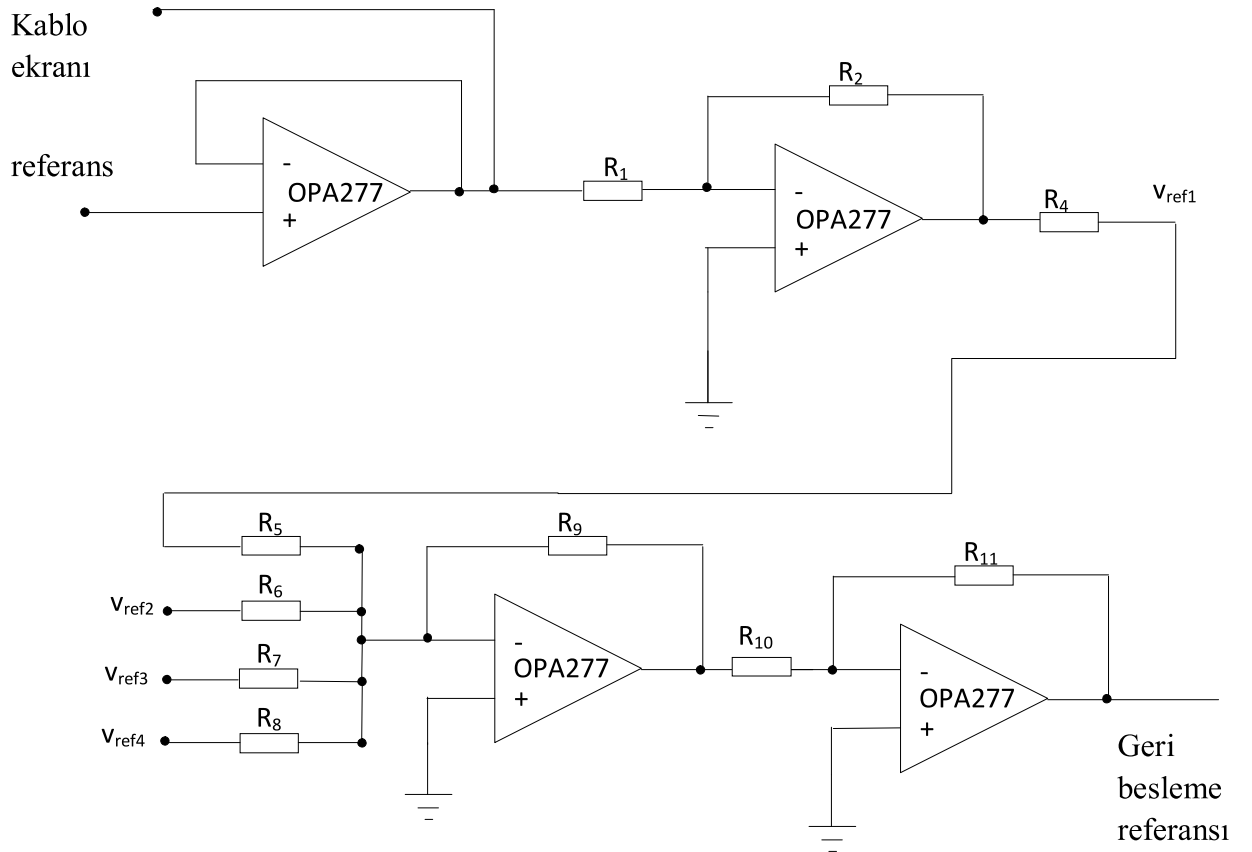 Kablo
ekranı
referans
-
OPA277
+
R₁
R₂
-
OPA277
+
R₄
vref1
R₅
vref2
R₆
vref3
R₇
vref4
R₈
R₉
-
OPA277
+
R₁₀
R₁₁
-
OPA277
+
Geri
besleme
referansı